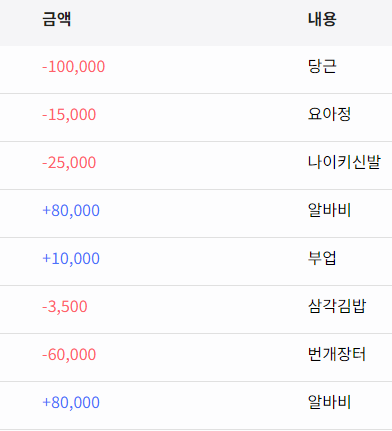 금액 내용
-100,000 당근
-15,000 요아정
-25,000 나이키신발
+80,000 알바비
+10,000 부업
-3,500 삼각김밥
-60,000 번개장터
+80,000 알바비